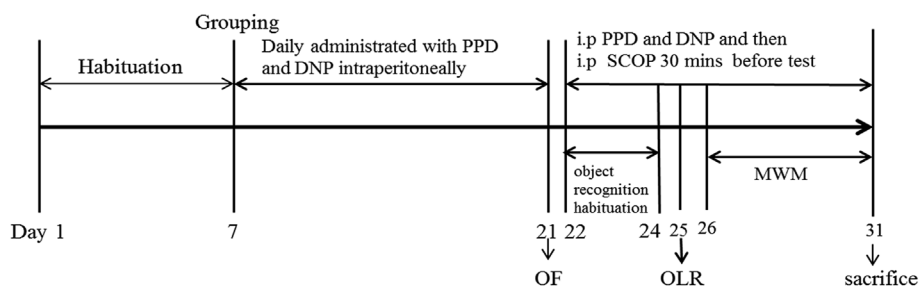 Grouping
Habituation
Daily administrated with PPD
and DNP intraperitoneally
i.p PPD and DNP and then
i.p SCOP 30 mins before test
object
recognition
habituation
MWM
Day 1
7
21
22
24
25
26
31
OF
OLR
sacrifice